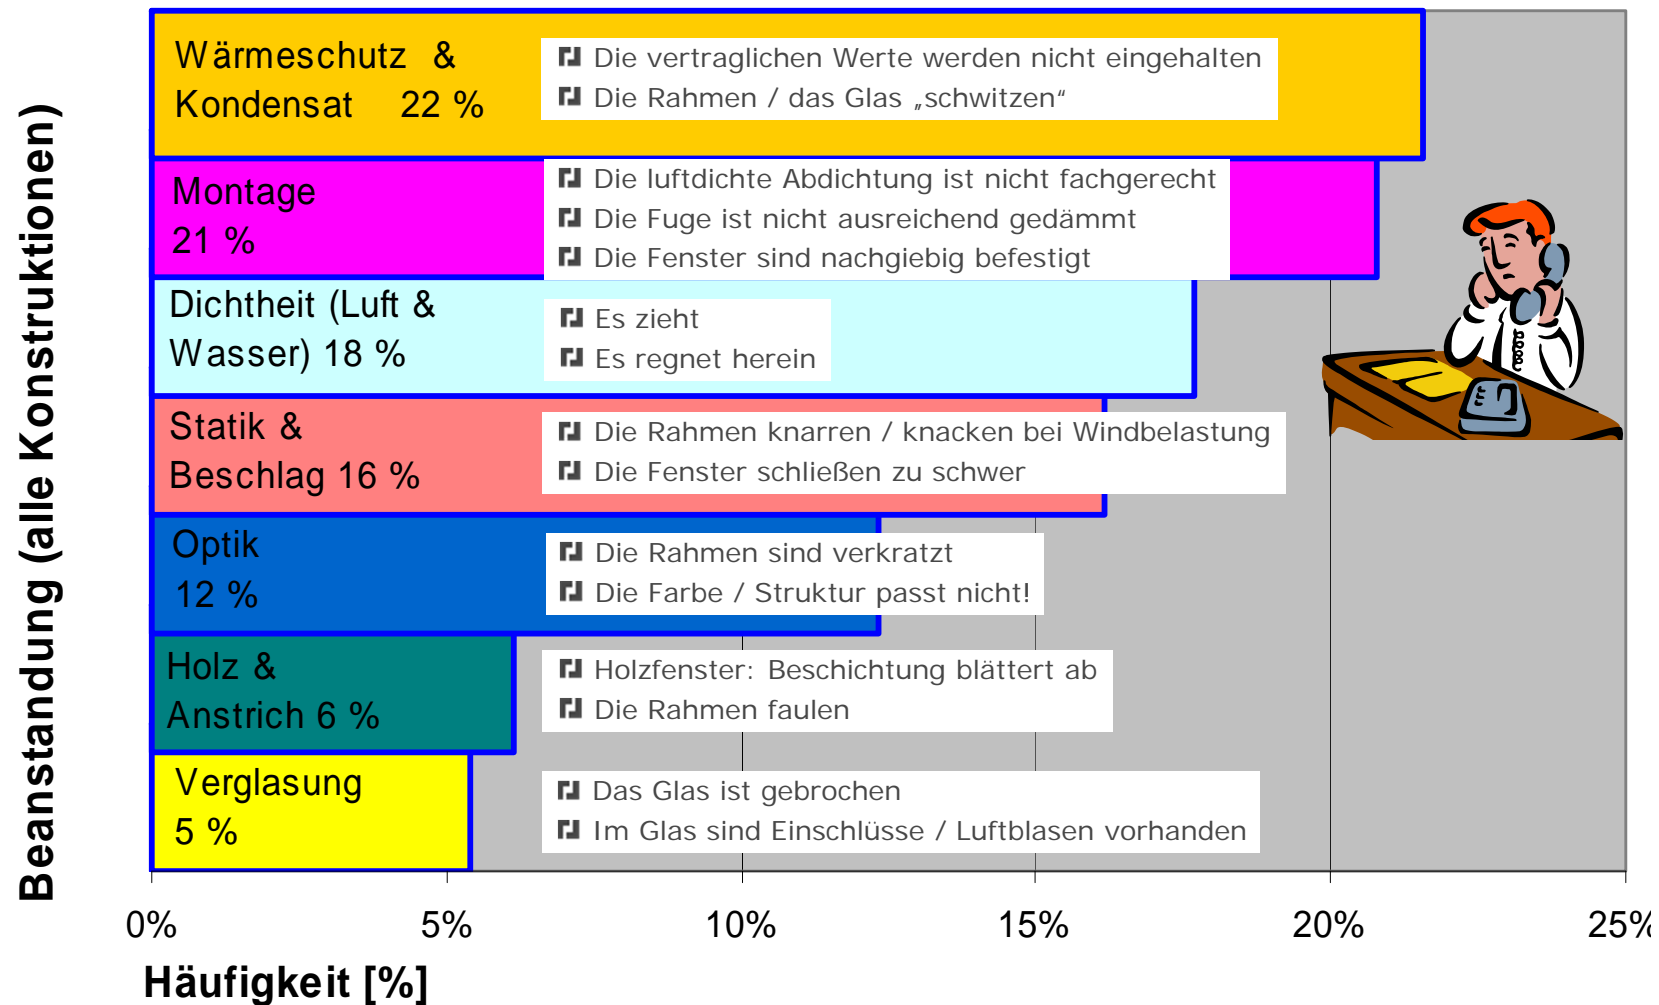 Beanstandung (alle Konstruktionen)
Wärmeschutz &
Kondensat 22 %
Die vertraglichen Werte werden nicht eingehalten
Die Rahmen / das Glas „schwitzen“
Montage
21 %
Die luftdichte Abdichtung ist nicht fachgerecht
Die Fuge ist nicht ausreichend gedämmt
Die Fenster sind nachgiebig befestigt
Dichtheit (Luft &
Wasser) 18 %
Es zieht
Es regnet herein
Statik &
Beschlag 16 %
Die Rahmen knarren / knacken bei Windbelastung
Die Fenster schließen zu schwer
Optik
12 %
Die Rahmen sind verkratzt
Die Farbe / Struktur passt nicht!
Holz &
Anstrich 6 %
Holzfenster: Beschichtung blättert ab
Die Rahmen faulen
Verglasung
5 %
Das Glas ist gebrochen
Im Glas sind Einschlüsse / Luftblasen vorhanden
0% 5% 10% 15% 20% 25%
Häufigkeit [%]